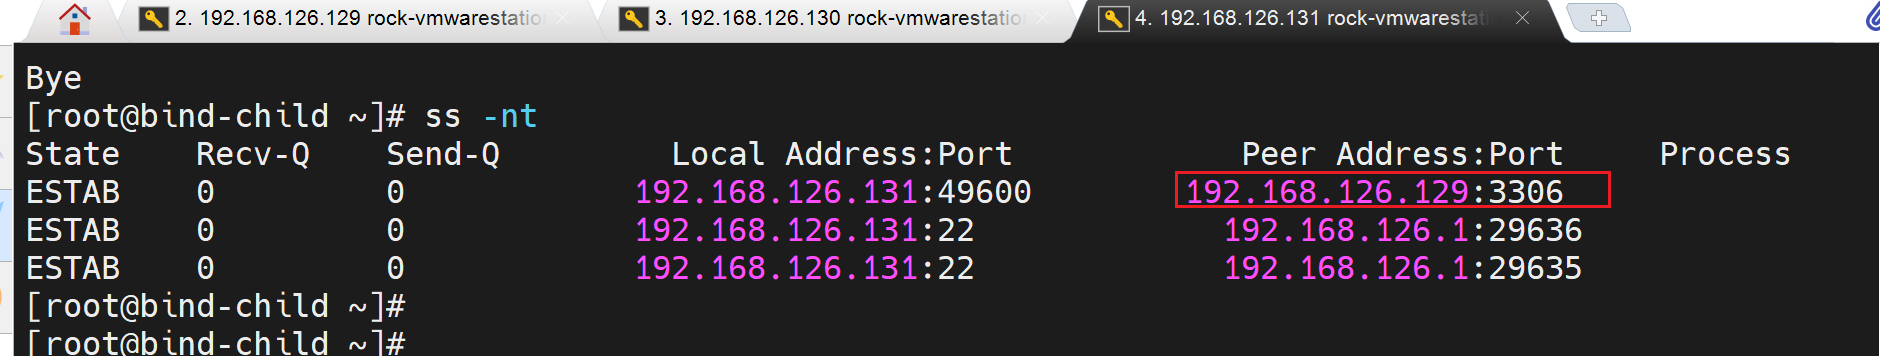 2. 192.168.126.129 rock-vmwarestation 3. 192.168.126.130 rock-vmwarestation 4. 192.168.126.131 rock-vmwarestati
Bye
[root@bind-child ~]# ss -nt
State Recv-Q Send-Q Local Address:Port Peer Address:Port Process
ESTAB 0 0 192.168.126.131:49600 192.168.126.129:3306
ESTAB 0 0 192.168.126.131:22 192.168.126.1:29636
ESTAB 0 0 192.168.126.131:22 192.168.126.1:29635
[root@bind-child ~]#
[root@bind-child ~]#